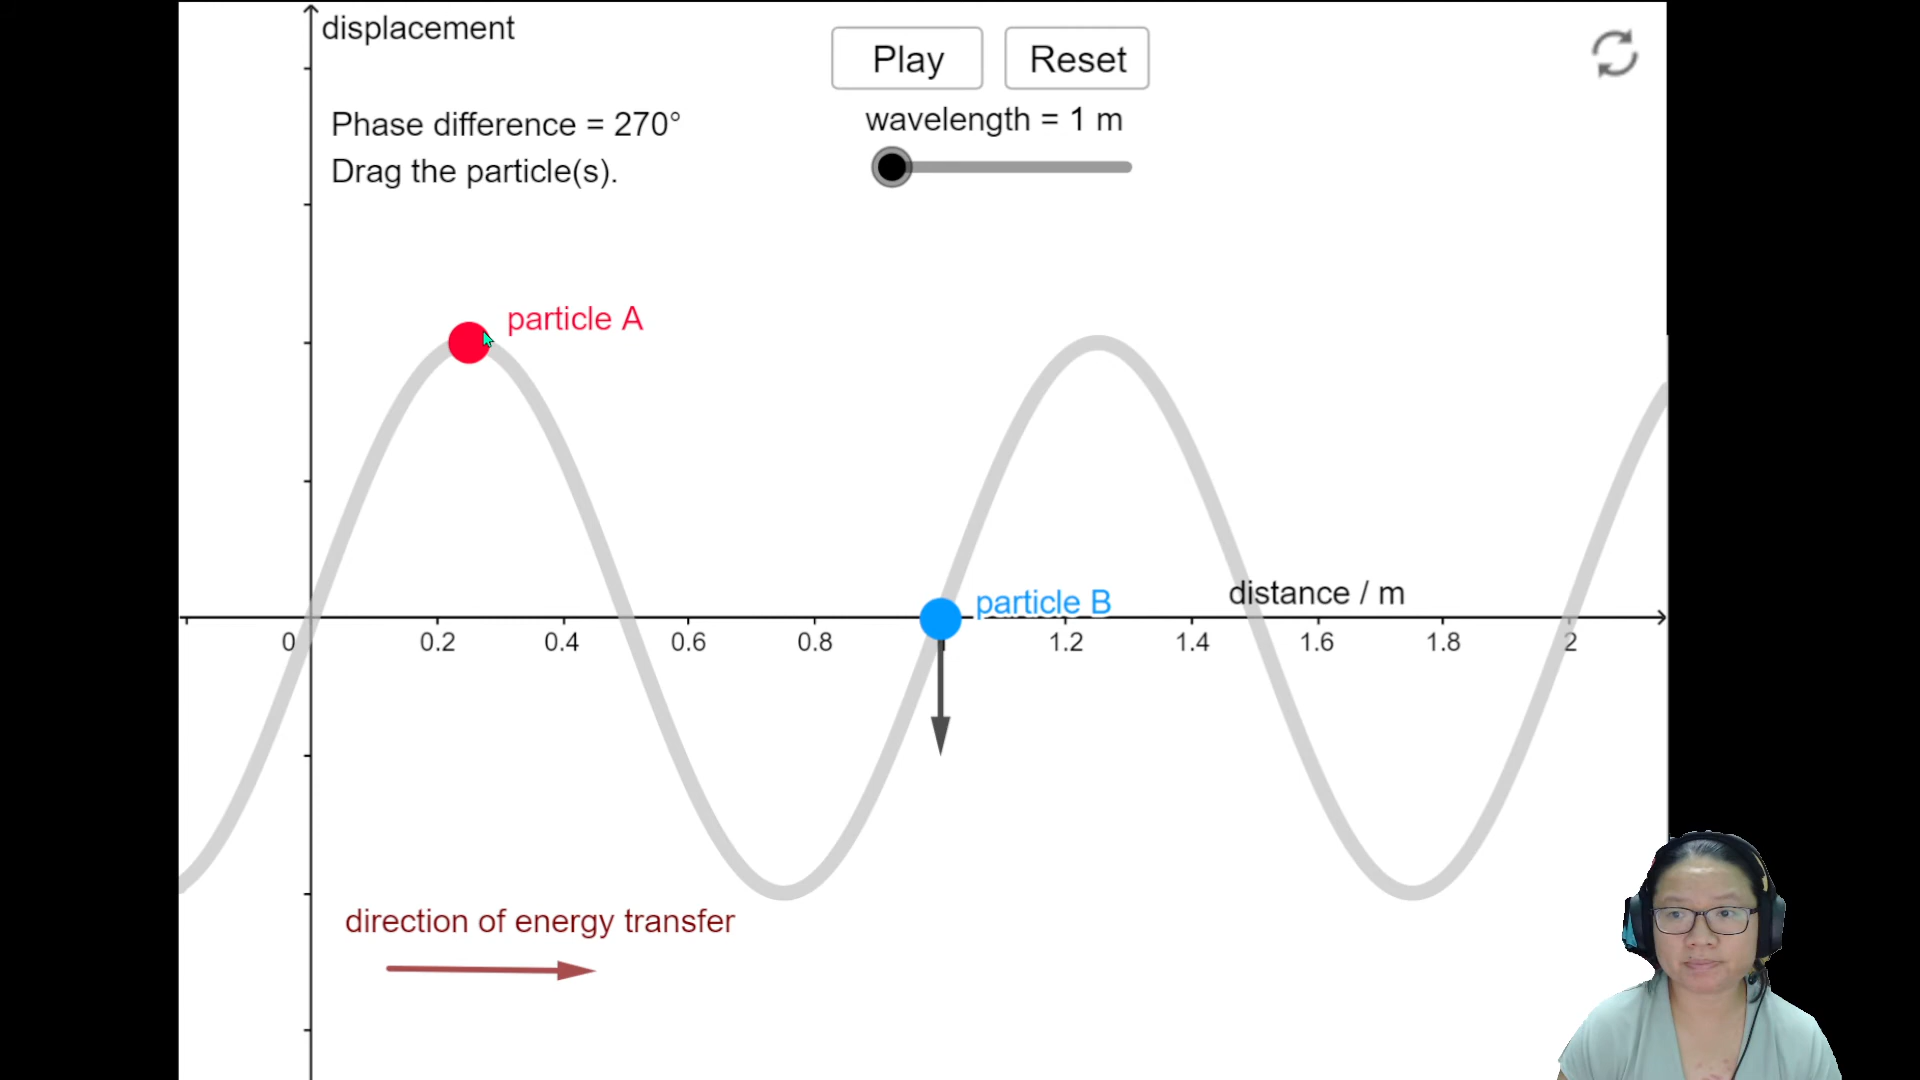 displacement
Play
Reset
Phase difference = 270°
wavelength = 1 m
Drag the particle(s).
particle A
particle B
distance / m
0
0.2
0.4
0.6
0.8
1.2
1.4
1.6
1.8
2
direction of energy transfer